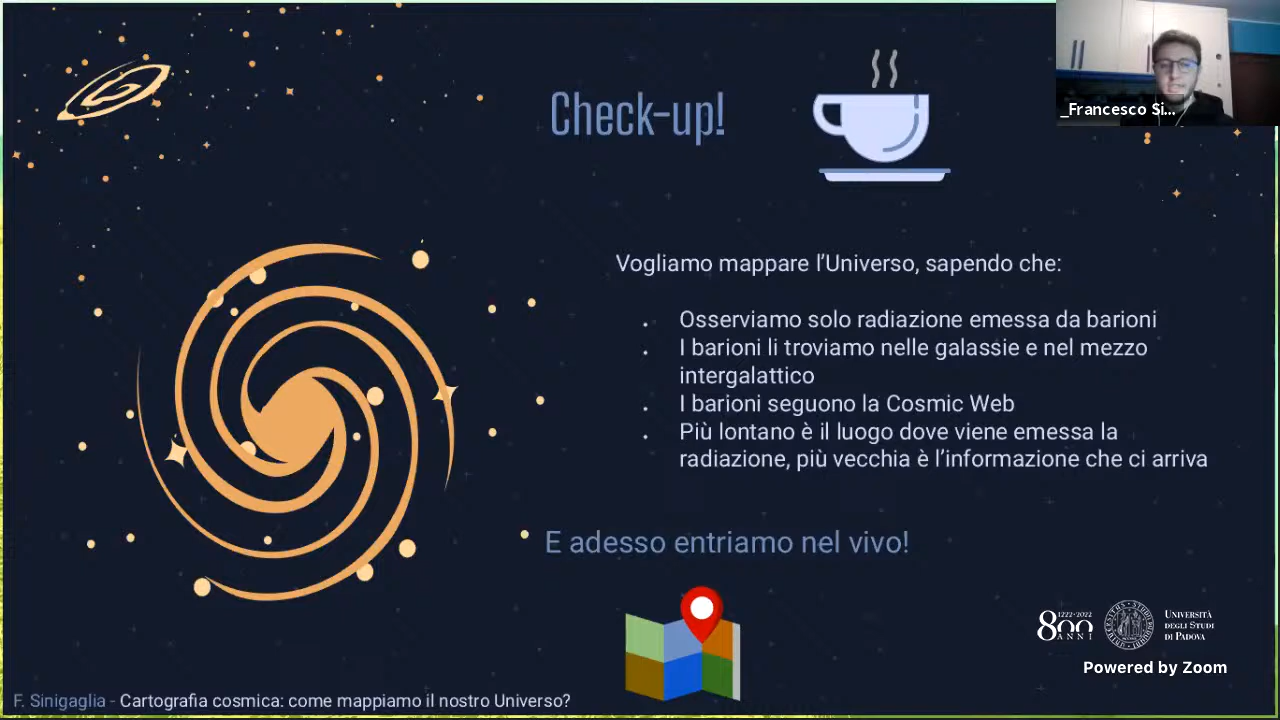 Check-up!
_Francesco Si...
Vogliamo mappare l'Universo, sapendo che:
. Osserviamo solo radiazione emessa da barioni
. I barioni li troviamo nelle galassie e nel mezzo
intergalattico
. I barioni seguono la Cosmic Web
. Più lontano è il luogo dove viene emessa la
radiazione, più vecchia è l'informazione che ci arriva
E adesso entriamo nel vivo!
1222·2022
800
ANNI
UNIVERSITÀ
DEGLI STUDI
DI PADOVA
Powered by Zoom
F. Sinigaglia - Cartografia cosmica: come mappiamo il nostro Universo?